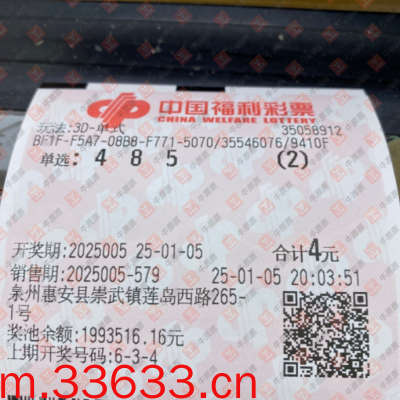 中国福利彩票
CHINA WELFARE LOTTERY
玩法:3D-单式 35058912
BF1F-F5A7-08B8-F771-5070/35546076/9410F
单选: 4 8 5 (2)
开奖期:2025005 25-01-05 合计4元
销售期:2025005-579 25-01-05 20:03:51
泉州惠安县崇武镇莲岛西路265-
1号
奖池余额:1993516.16元
上期开奖号码:6-3-4
m.33633.cn